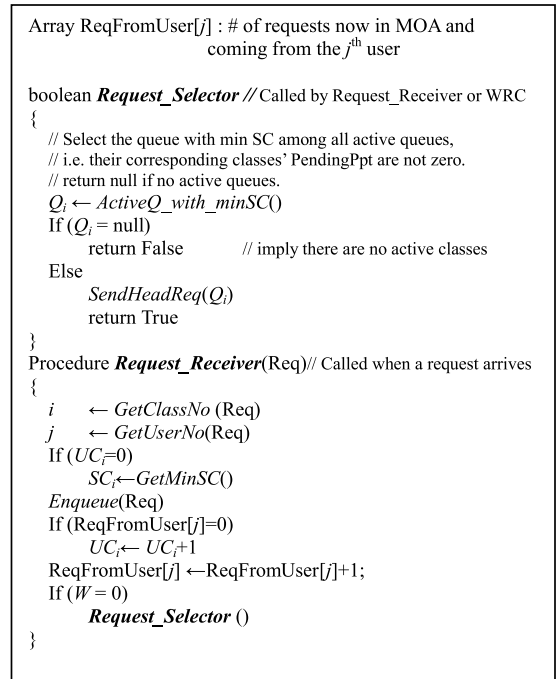 Array ReqFromUser[j] : # of requests now in MOA and
coming from the jth user
boolean Request_Selector // Called by Request_Receiver or WRC
{
// Select the queue with min SC among all active queues,
// i.e. their corresponding classes' PendingPpt are not zero.
// return null if no active queues.
Qi ← ActiveQ_with_minSC()
If (Qi = null)
return False // imply there are no active classes
Else
SendHeadReq(Qi)
return True
}
Procedure Request_Receiver(Req)// Called when a request arrives
{
i ← GetClassNo (Req)
j ← GetUserNo(Req)
If (UCi=0)
SCi←GetMinSC()
Enqueue(Req)
If (ReqFromUser[j]=0)
UCi← UCi+1
ReqFromUser[j] ←ReqFromUser[j]+1;
If (W = 0)
Request_Selector ()
}